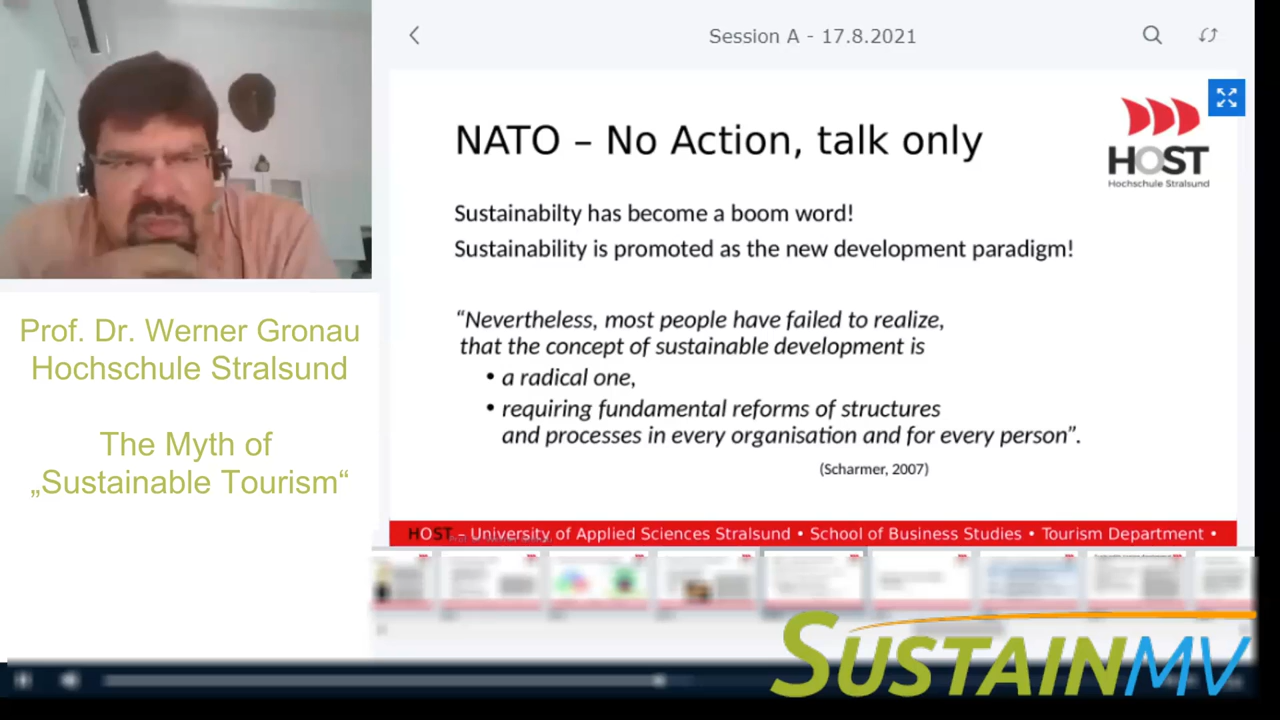 Session A - 17.8.2021
NATO – No Action, talk only
HOST
Hochschule Stralsund
Sustainabilty has become a boom word!
Sustainability is promoted as the new development paradigm!
“Nevertheless, most people have failed to realize,
that the concept of sustainable development is
• a radical one,
• requiring fundamental reforms of structures
and processes in every organisation and for every person”.
(Scharmer, 2007)
HOST – University of Applied Sciences Stralsund • School of Business Studies • Tourism Department •
Prof. Dr. Werner Gronau
Hochschule Stralsund
The Myth of
„Sustainable Tourism“
SUSTAINMV